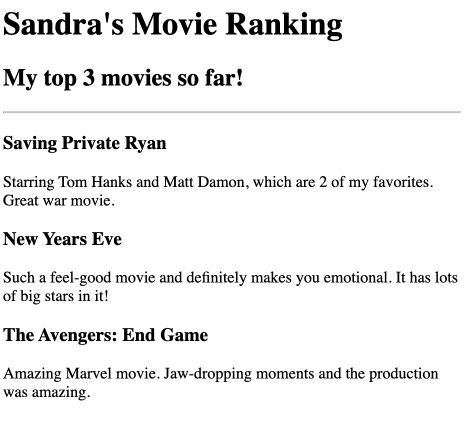 Sandra's Movie Ranking
My top 3 movies so far!
Saving Private Ryan
Starring Tom Hanks and Matt Damon, which are 2 of my favorites.
Great war movie.
New Years Eve
Such a feel-good movie and definitely makes you emotional. It has lots
of big stars in it!
The Avengers: End Game
Amazing Marvel movie. Jaw-dropping moments and the production
was amazing.